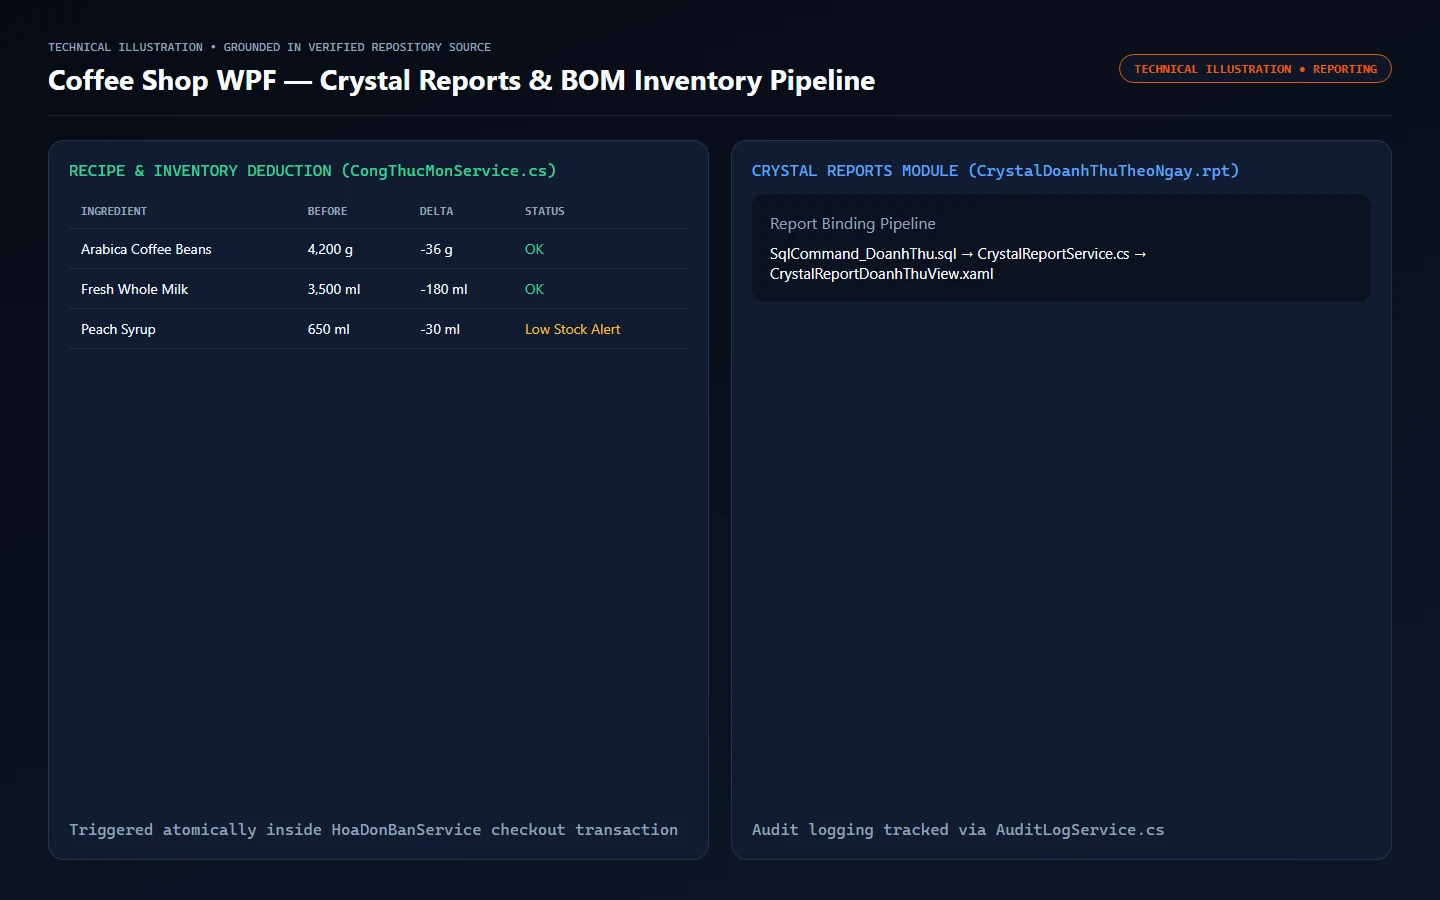 TECHNICAL ILLUSTRATION • GROUNDED IN VERIFIED REPOSITORY SOURCE
Coffee Shop WPF — Crystal Reports & BOM Inventory Pipeline
TECHNICAL ILLUSTRATION • REPORTING
RECIPE & INVENTORY DEDUCTION (CongThucMonService.cs)
INGREDIENT BEFORE DELTA STATUS
Arabica Coffee Beans 4,200 g -36 g OK
Fresh Whole Milk 3,500 ml -180 ml OK
Peach Syrup 650 ml -30 ml Low Stock Alert
Triggered atomically inside HoaDonBanService checkout transaction
CRYSTAL REPORTS MODULE (CrystalDoanhThuTheoNgay.rpt)
Report Binding Pipeline
SqlCommand_DoanhThu.sql → CrystalReportService.cs →
CrystalReportDoanhThuView.xaml
Audit logging tracked via AuditLogService.cs